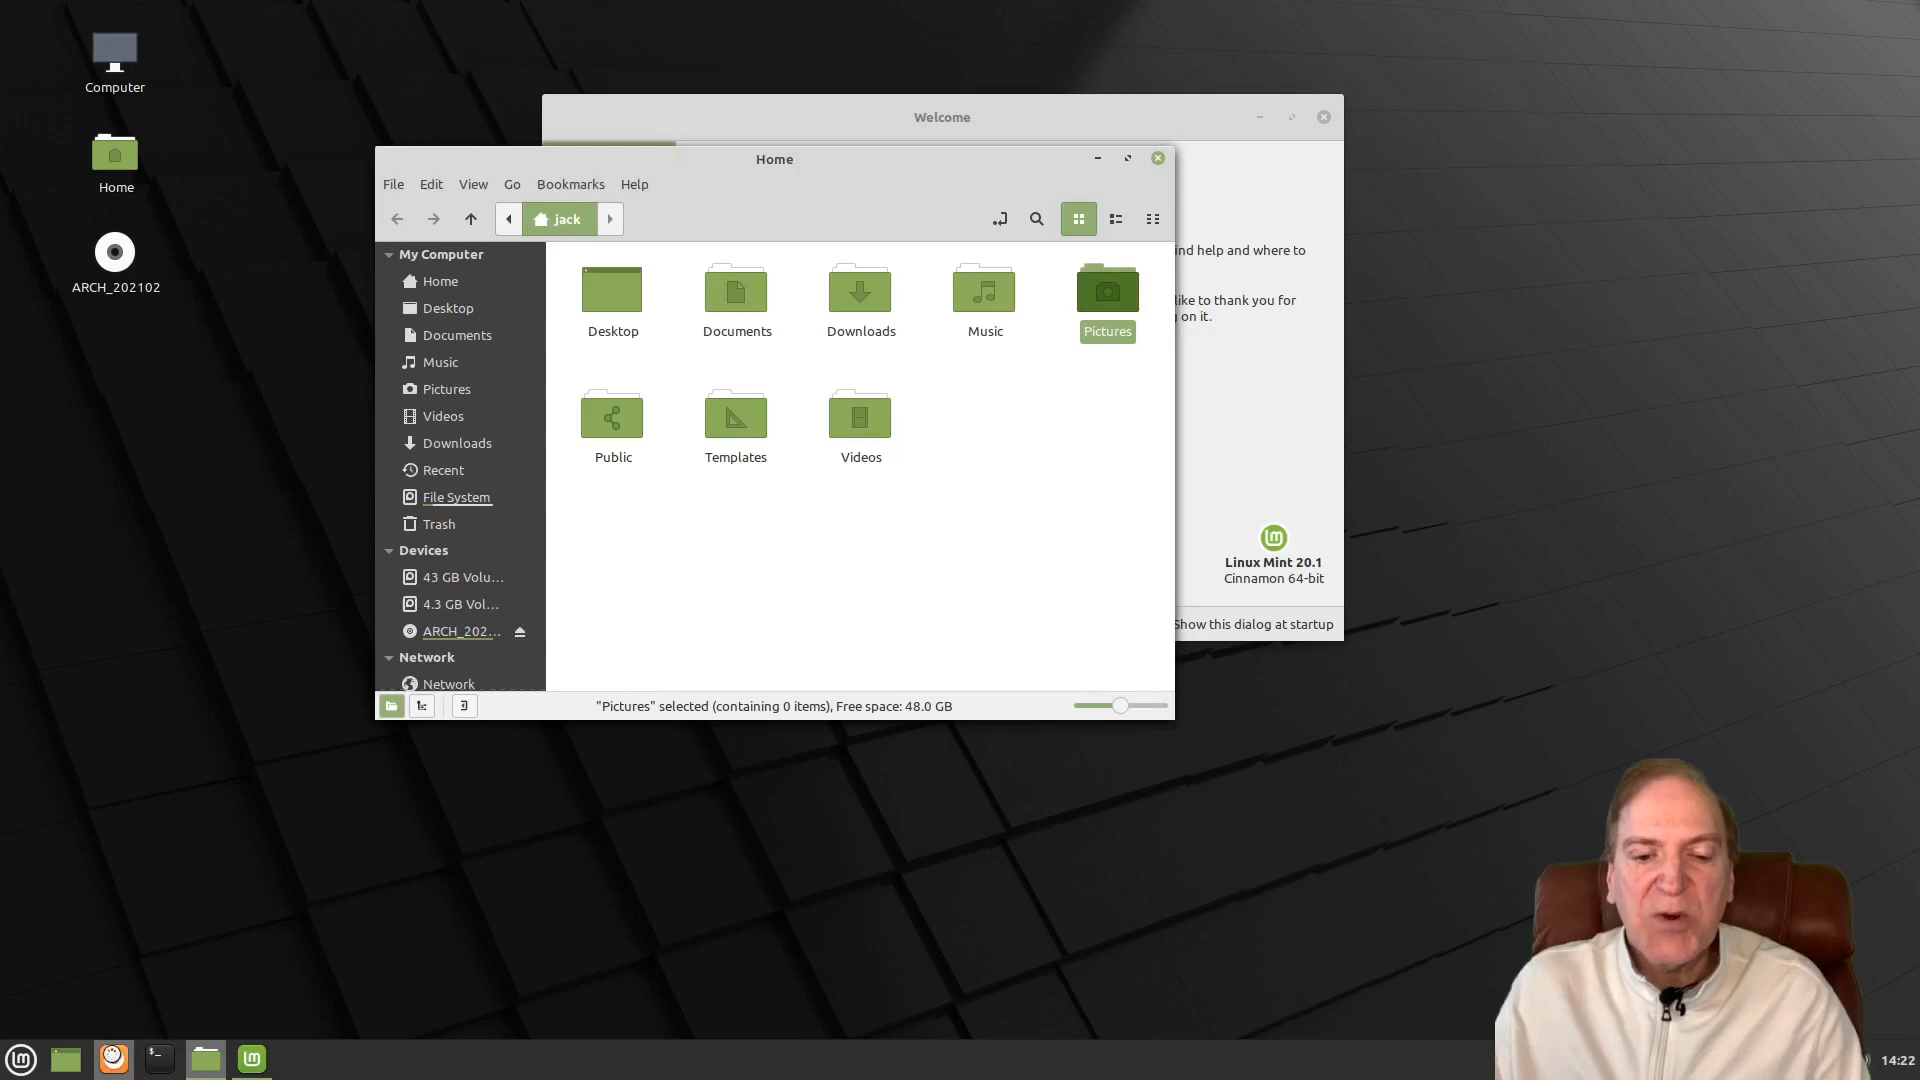 Computer
Home
ARCH_202102
Welcome
ind help and where to
like to thank you for
on it.
Linux Mint 20.1
Cinnamon 64-bit
Show this dialog at startup
Home
File Edit View Go Bookmarks Help
jack
My Computer
Home
Desktop
Documents
Music
Pictures
Videos
Downloads
Recent
File System
Trash
Devices
43 GB Volu...
4.3 GB Vol...
ARCH_202...
Network
Network
Desktop Documents Downloads Music Pictures
Public Templates Videos
"Pictures" selected (containing 0 items), Free space: 48.0 GB
14:22